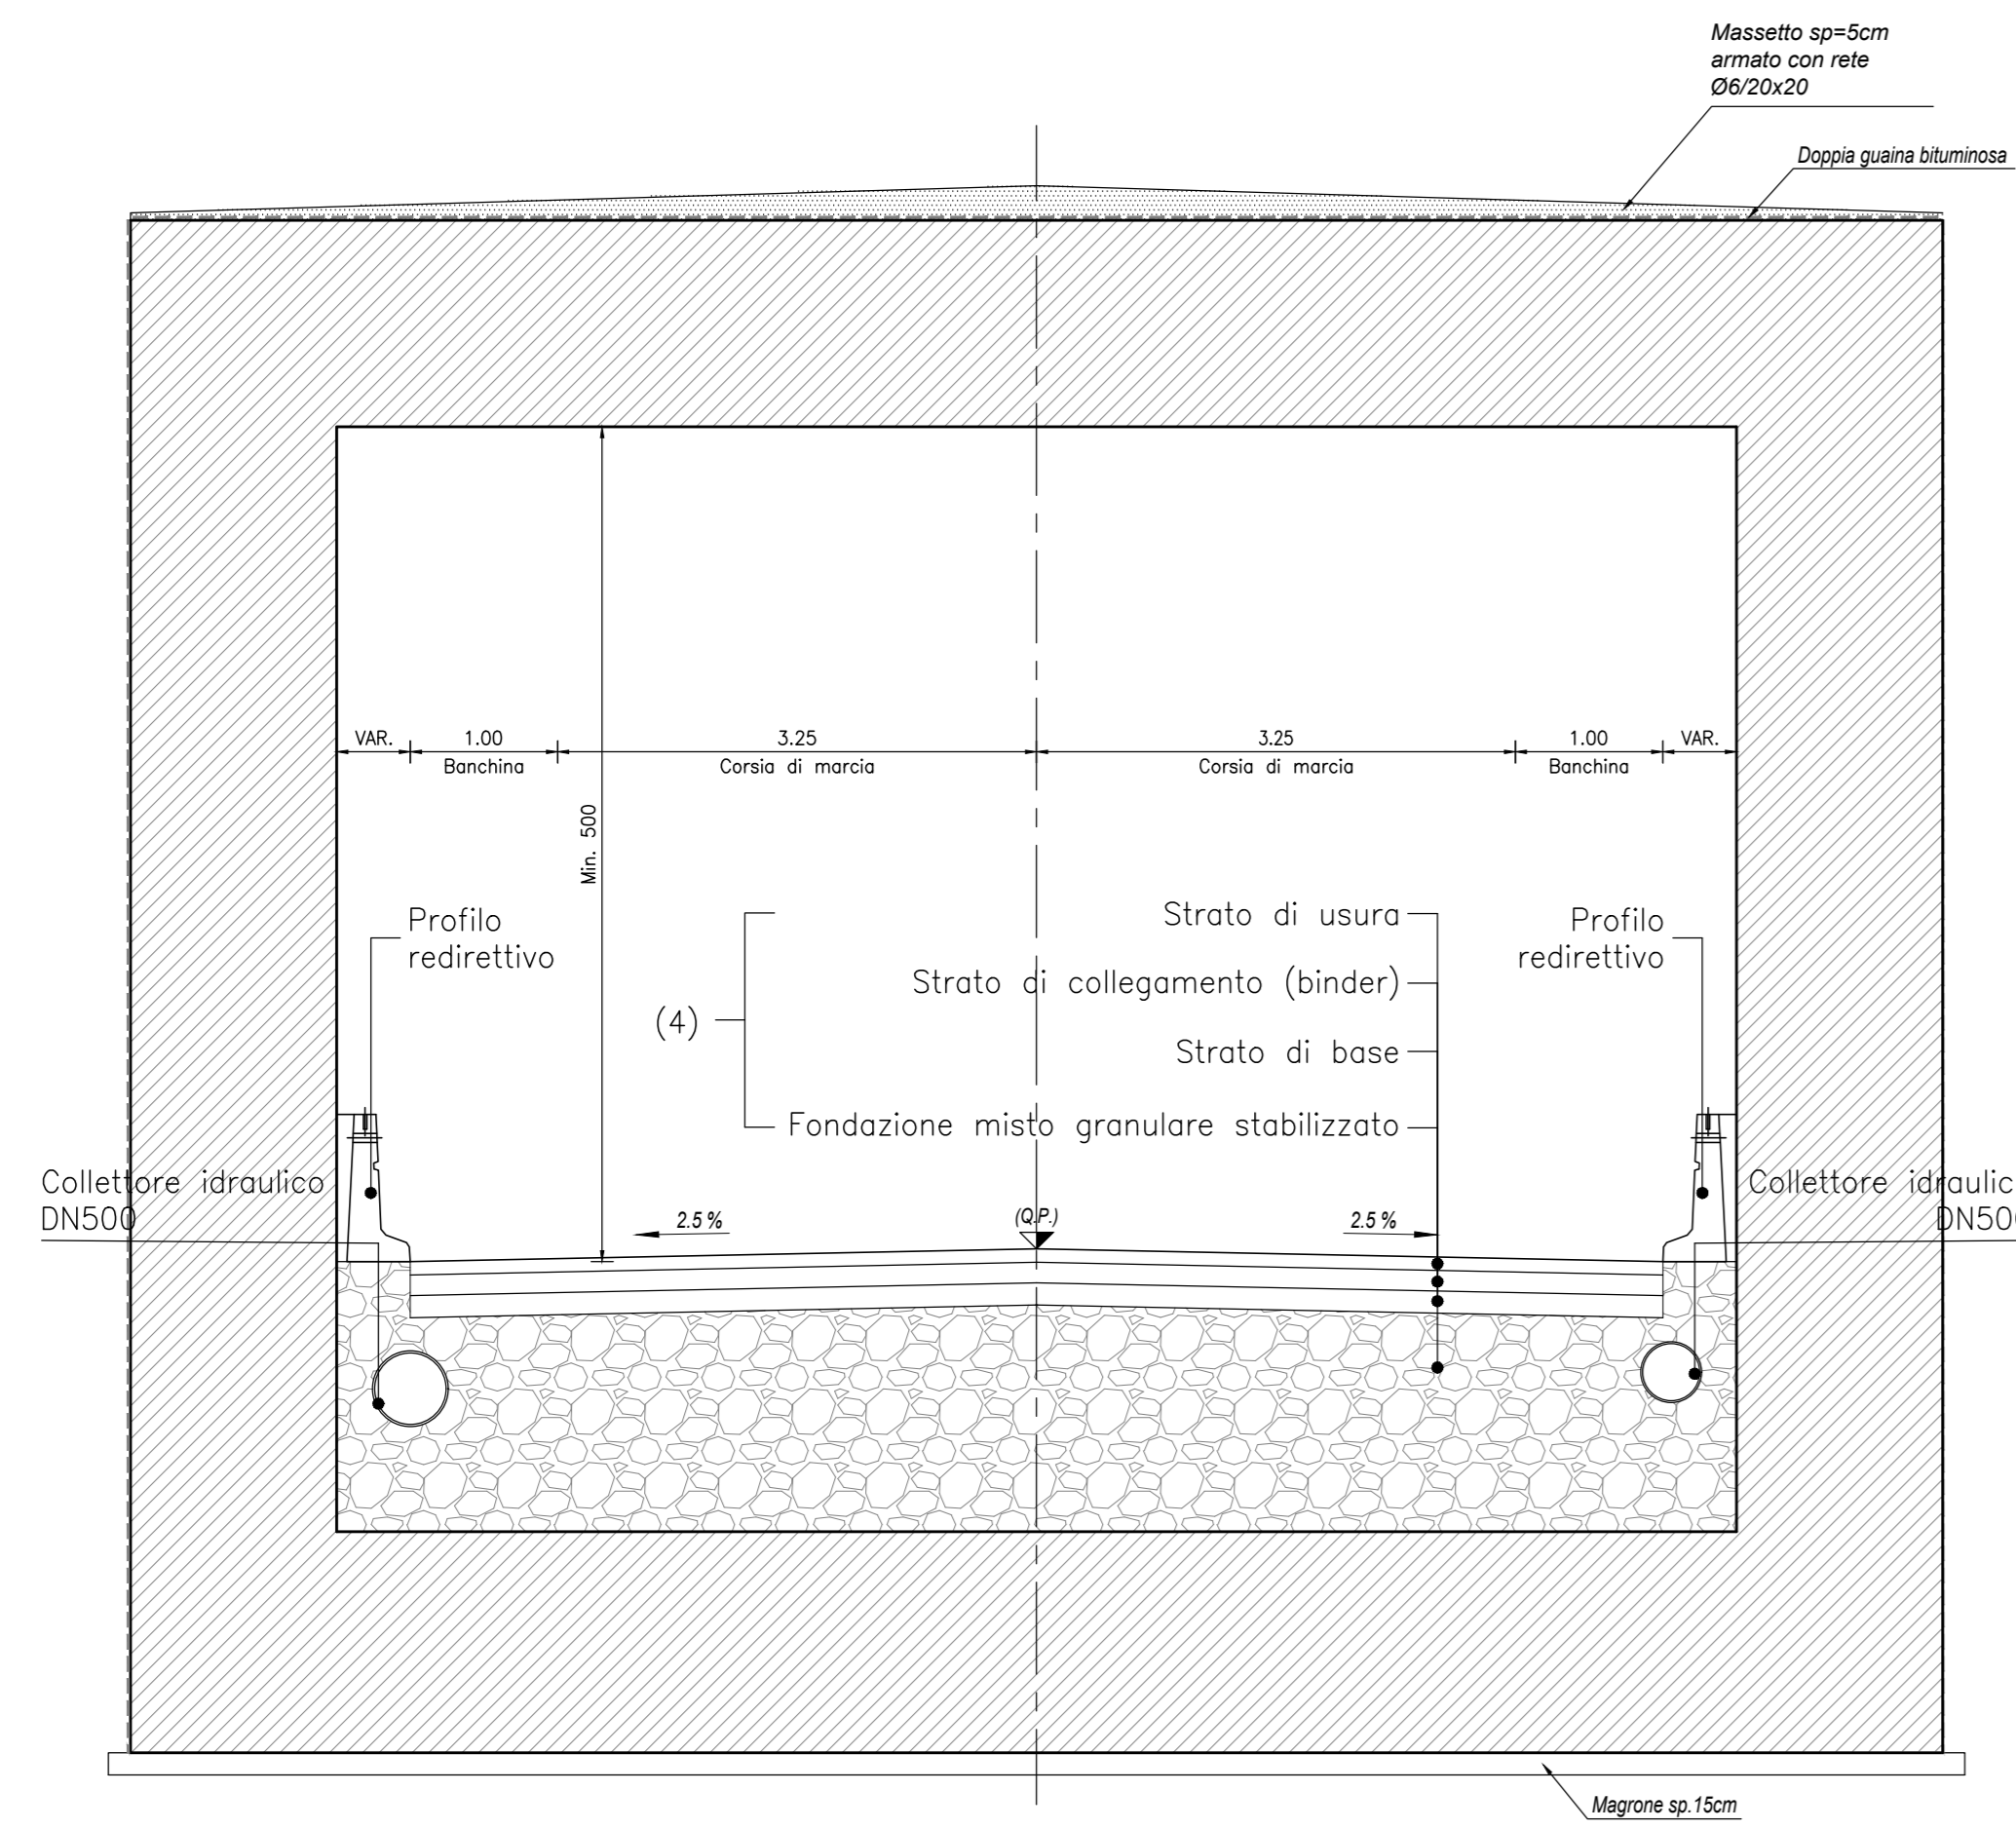 Massetto sp=5cm
armato con rete
Ø6/20x20
Doppia guaina bituminosa
VAR.
1.00
3.25
3.25
1.00
VAR.
Banchina
Corsia di marcia
Corsia di marcia
Banchina
Min. 500
Profilo
redirettivo
Strato di usura
Profilo
redirettivo
Strato di collegamento (binder)
(4)
Strato di base
Fondazione misto granulare stabilizzato
Collettore idraulico
DN500
Collettore idraulic
DN50
2.5 %
(Q.P.)
2.5 %
Magrone sp.15cm